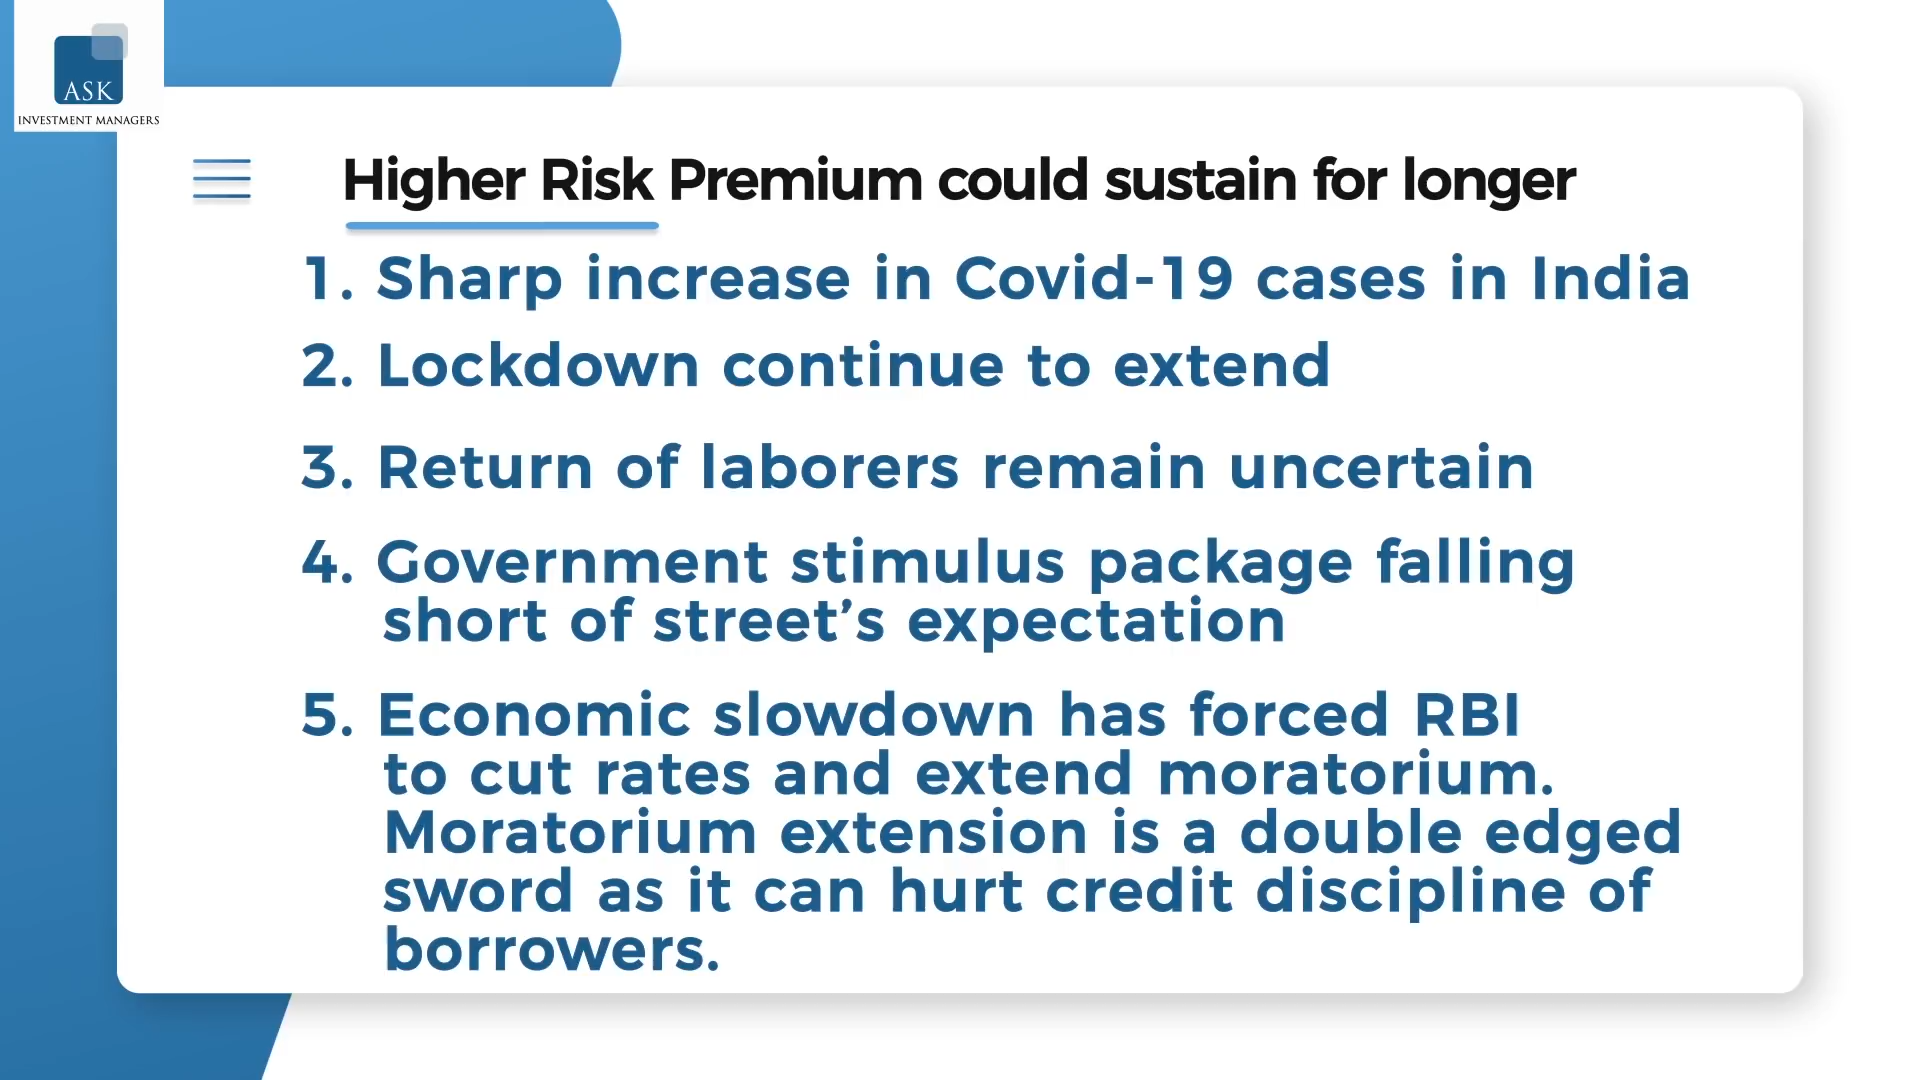 ASK
INVESTMENT MANAGERS
Higher Risk Premium could sustain for longer
1. Sharp increase in Covid-19 cases in India
2. Lockdown continue to extend
3. Return of laborers remain uncertain
4. Government stimulus package falling
short of street’s expectation
5. Economic slowdown has forced RBI
to cut rates and extend moratorium.
Moratorium extension is a double edged
sword as it can hurt credit discipline of
borrowers.